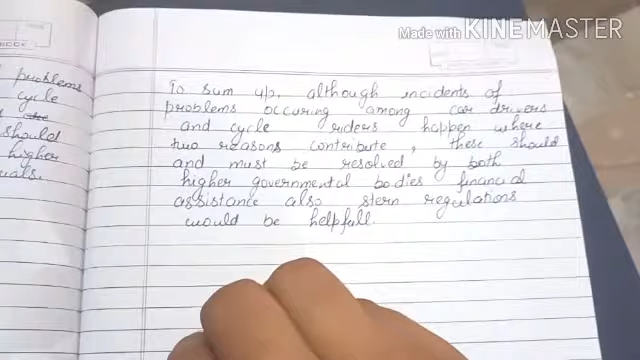 Made with KINEMASTER
problems
cycle
should
higher
To sum up, although incidents of
problems occuring among car drivers
and cycle riders happen where
two reasons contribute, these should
and must be resolved by both
higher governmental bodies financial
assistance also stern regulations
would be helpfull.